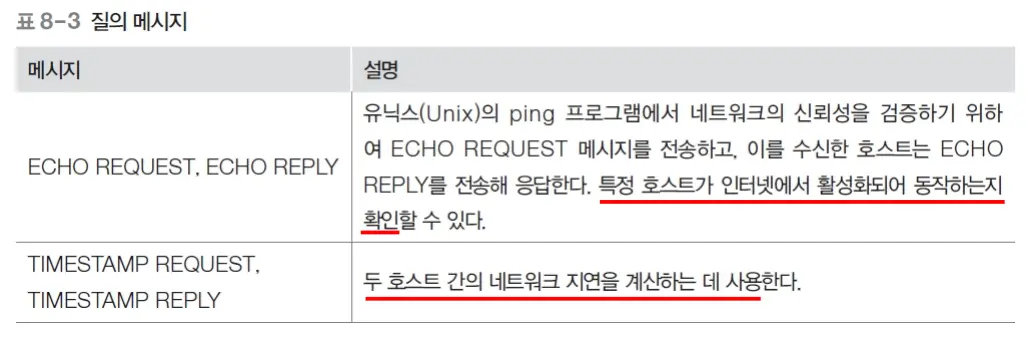 표 8-3 질의 메시지
메시지
설명
ECHO REQUEST, ECHO REPLY
유닉스(Unix)의 ping 프로그램에서 네트워크의 신뢰성을 검증하기 위하
여 ECHO REQUEST 메시지를 전송하고, 이를 수신한 호스트는 ECHO
REPLY를 전송해 응답한다. 특정 호스트가 인터넷에서 활성화되어 동작하는지
확인할 수 있다.
TIMESTAMP REQUEST,
TIMESTAMP REPLY
두 호스트 간의 네트워크 지연을 계산하는 데 사용한다.